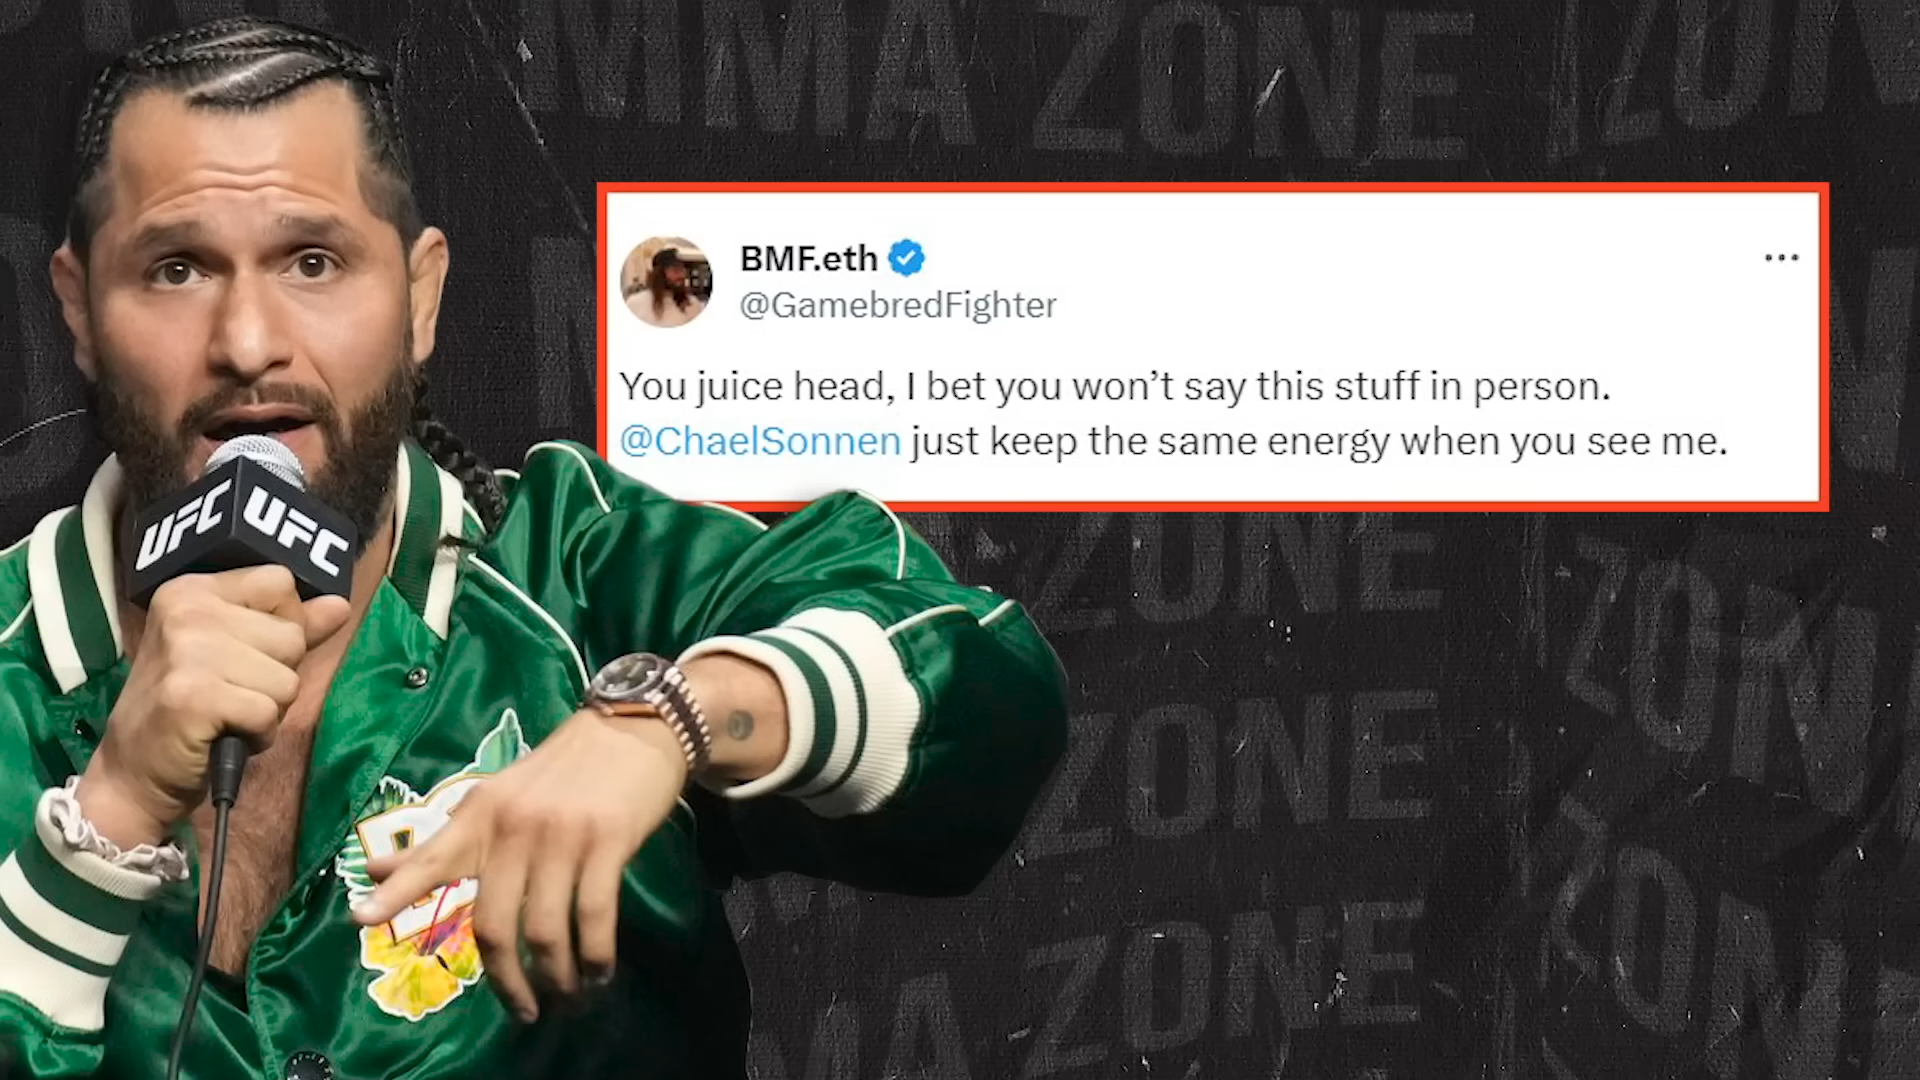 MMA ZONE
BMF.eth
@GamebredFighter
You juice head, I bet you won’t say this stuff in person.
@ChaelSonnen just keep the same energy when you see me.
UFC UFC
ZONE
ZONE
ZONE
ZONE